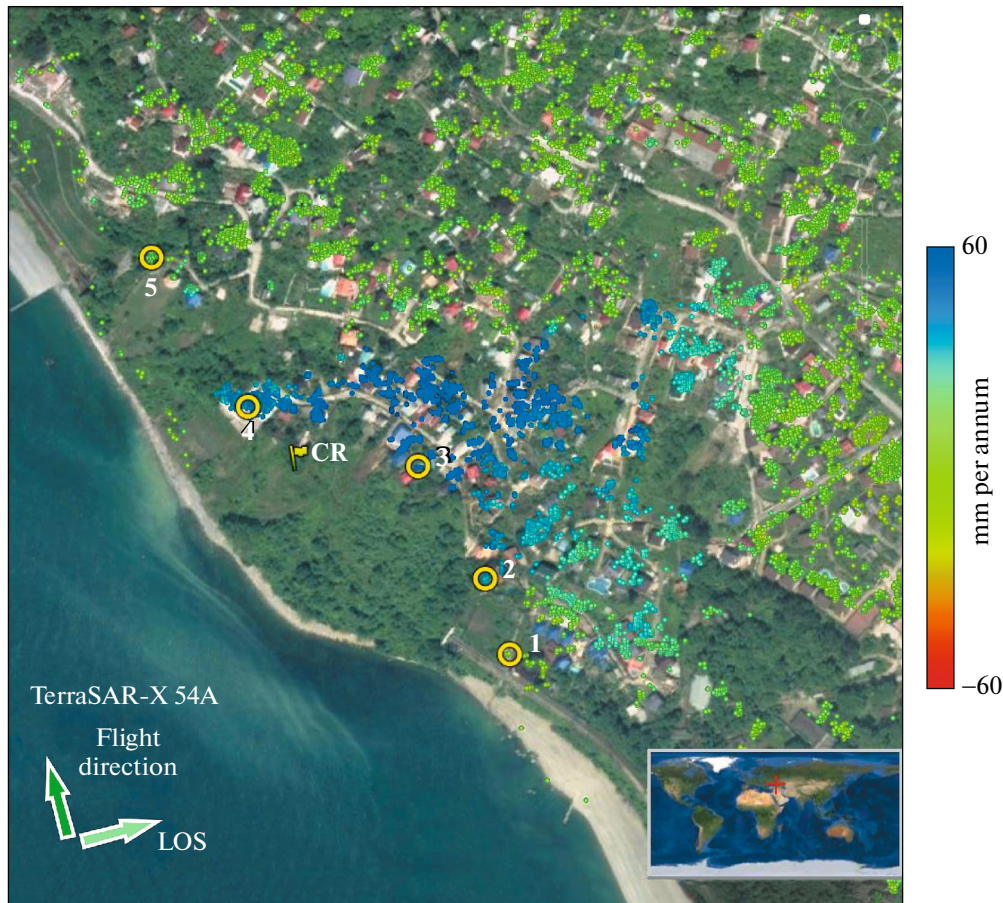 5
60
4
CR
3
mm per annum
2
1
–60
TerraSAR-X 54A
Flight
direction
LOS